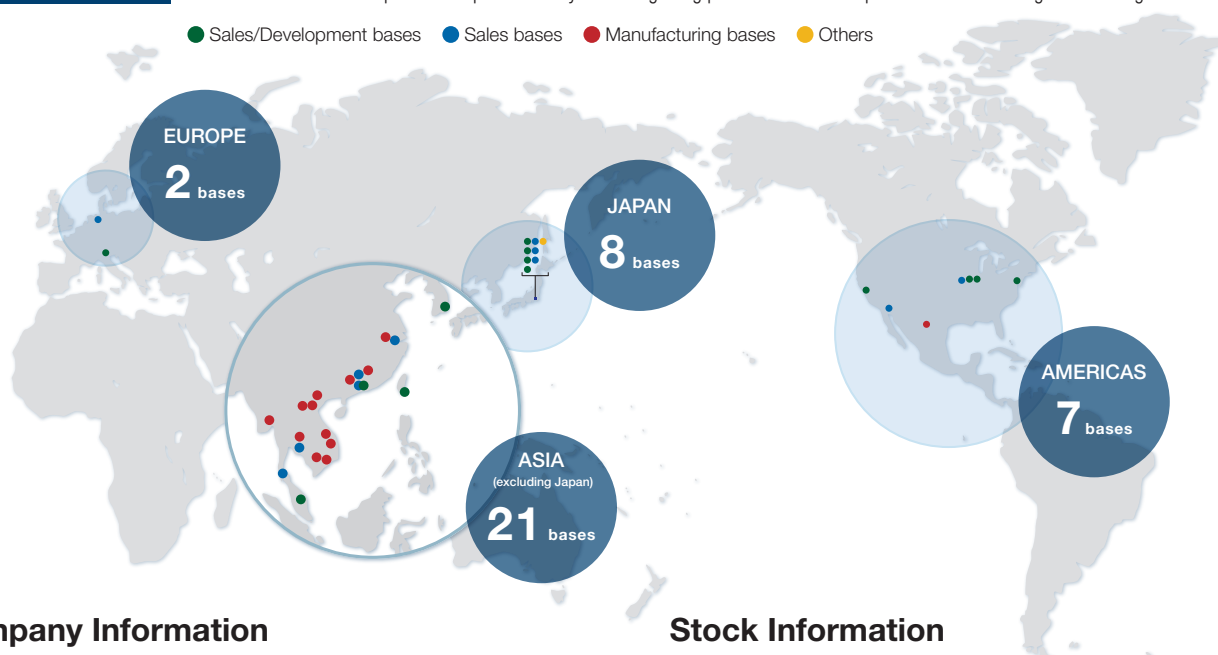 Sales/Development bases Sales bases Manufacturing bases Others
EUROPE
2 bases
JAPAN
8 bases
AMERICAS
7 bases
ASIA
(excluding Japan)
21 bases
mpany Information
Stock Information